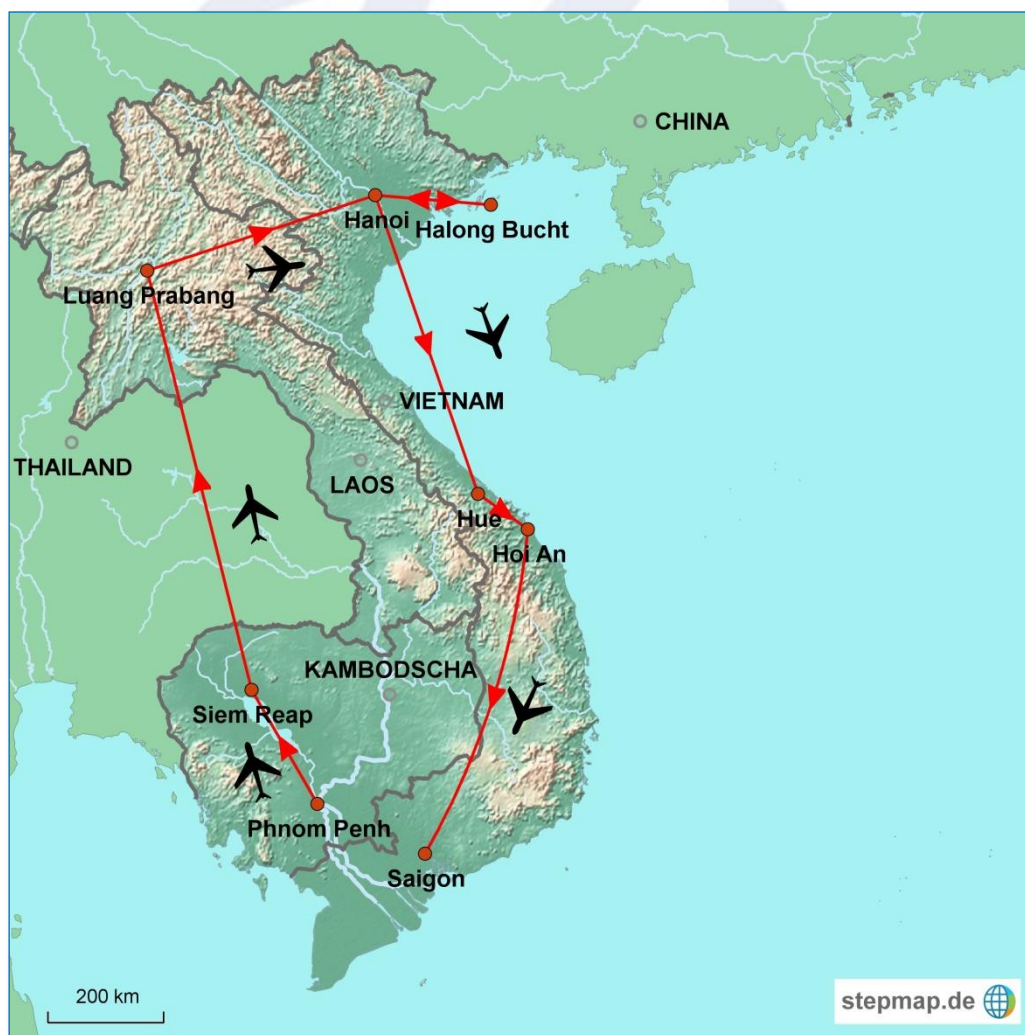 CHINA
Hanoi
Halong Bucht
Luang Prabang
VIETNAM
THAILAND
LAOS
Hue
Hoi An
KAMBODSCHA
Siem Reap
Phnom Penh
Saigon
200 km
stepmap.de